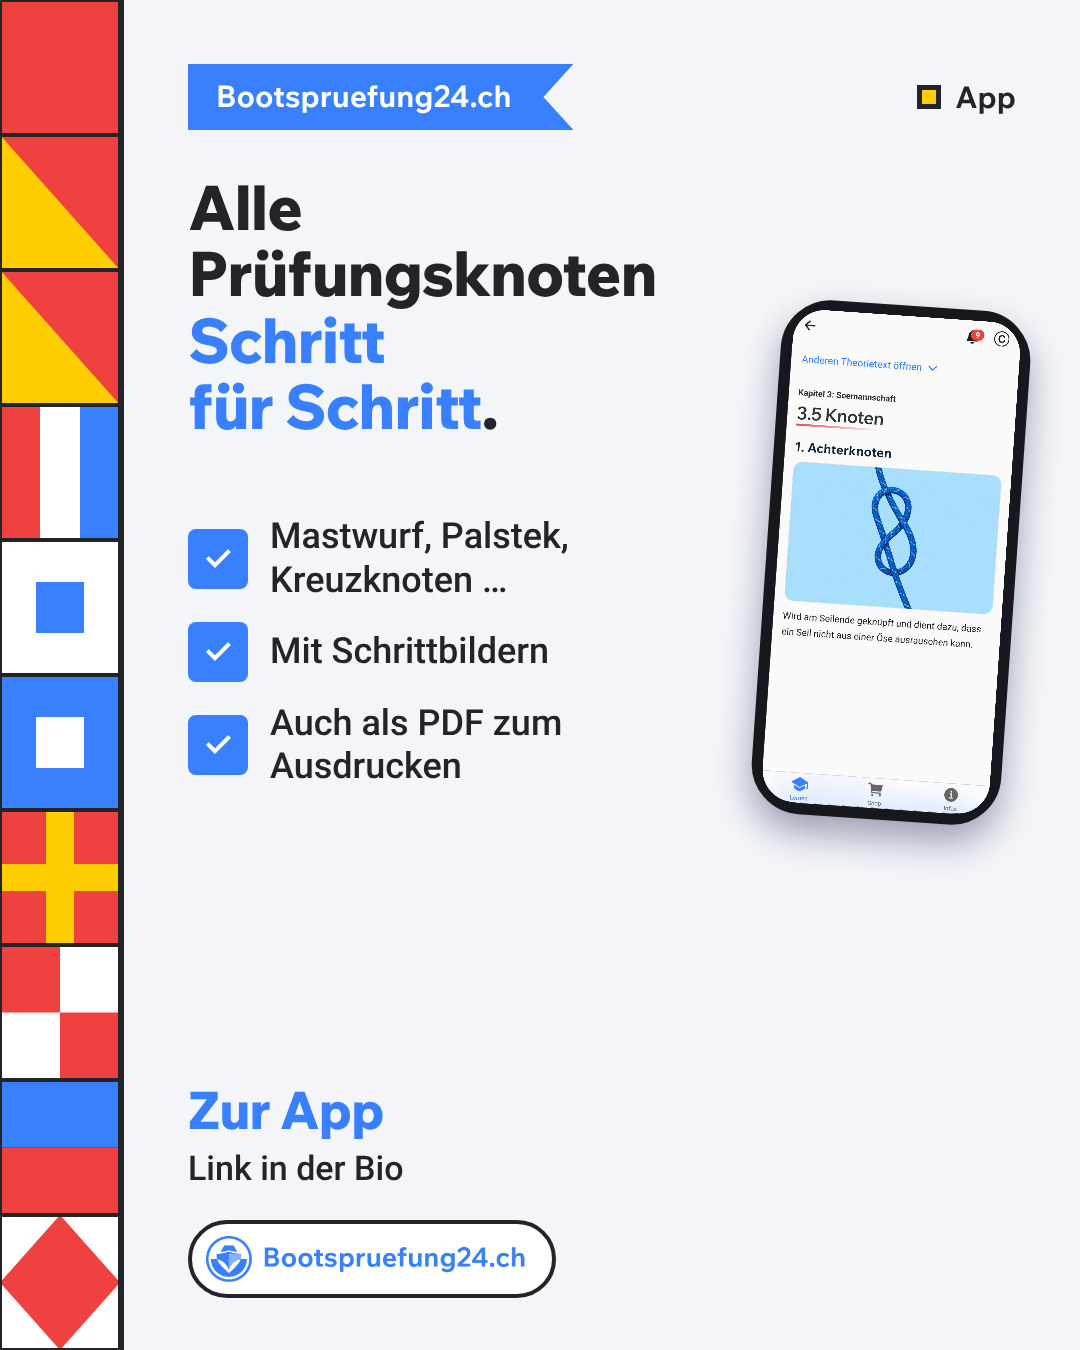 Bootspruefung24.ch
App
Alle
Prüfungsknoten
Schritt
für Schritt.
Mastwurf, Palstek,
Kreuzknoten ...
Mit Schrittbildern
Auch als PDF zum
Ausdrucken
9
Anderen Theorietext öffnen
Kapitel 3: Seemannschaft
3.5 Knoten
1. Achterknoten
Wird am Seilende geknüpft und dient dazu, dass
ein Seil nicht aus einer Öse ausrauschen kann.
Lernen
Shop
Infos
Zur App
Link in der Bio
Bootspruefung24.ch